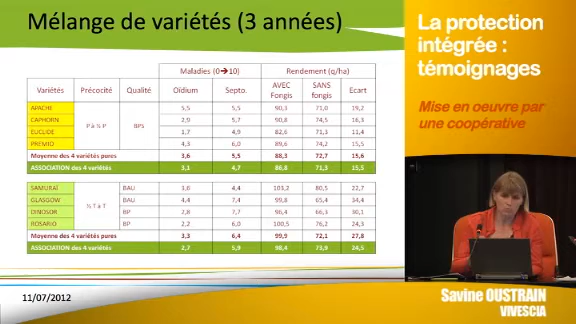 Mélange de variétés (3 années)
Maladies (0→10) Rendement (q/ha)
Variétés Précocité Qualité Oïdium Septo. AVEC Fongis SANS fongis Ecart
APACHE P à ½ P BPS 5,5 5,5 90,3 71,0 19,2
CAPHORN 2,9 5,7 90,8 74,5 16,3
EUCLIDE 1,7 4,9 82,6 71,3 11,4
PREMIO 4,3 6,0 89,6 74,2 15,5
Moyenne des 4 variétés pures 3,6 5,5 88,3 72,7 15,6
ASSOCIATION des 4 variétés 3,1 4,7 86,8 71,3 15,5
SAMURAÏ ½ T à T BAU 1,6 4,4 103,2 80,5 22,7
GLASGOW BAU 4,4 7,4 99,8 65,4 34,4
DINOSOR BP 2,8 7,7 96,4 66,3 30,1
ROSARIO BP 2,2 6,0 100,5 76,2 24,3
Moyenne des 4 variétés pures 3,3 6,4 99,9 72,1 27,8
ASSOCIATION des 4 variétés 2,7 5,9 98,4 73,9 24,5
11/07/2012
La protection
intégrée :
témoignages
Mise en oeuvre par
une coopérative
Savine OUSTRAIN
VIVESCIA